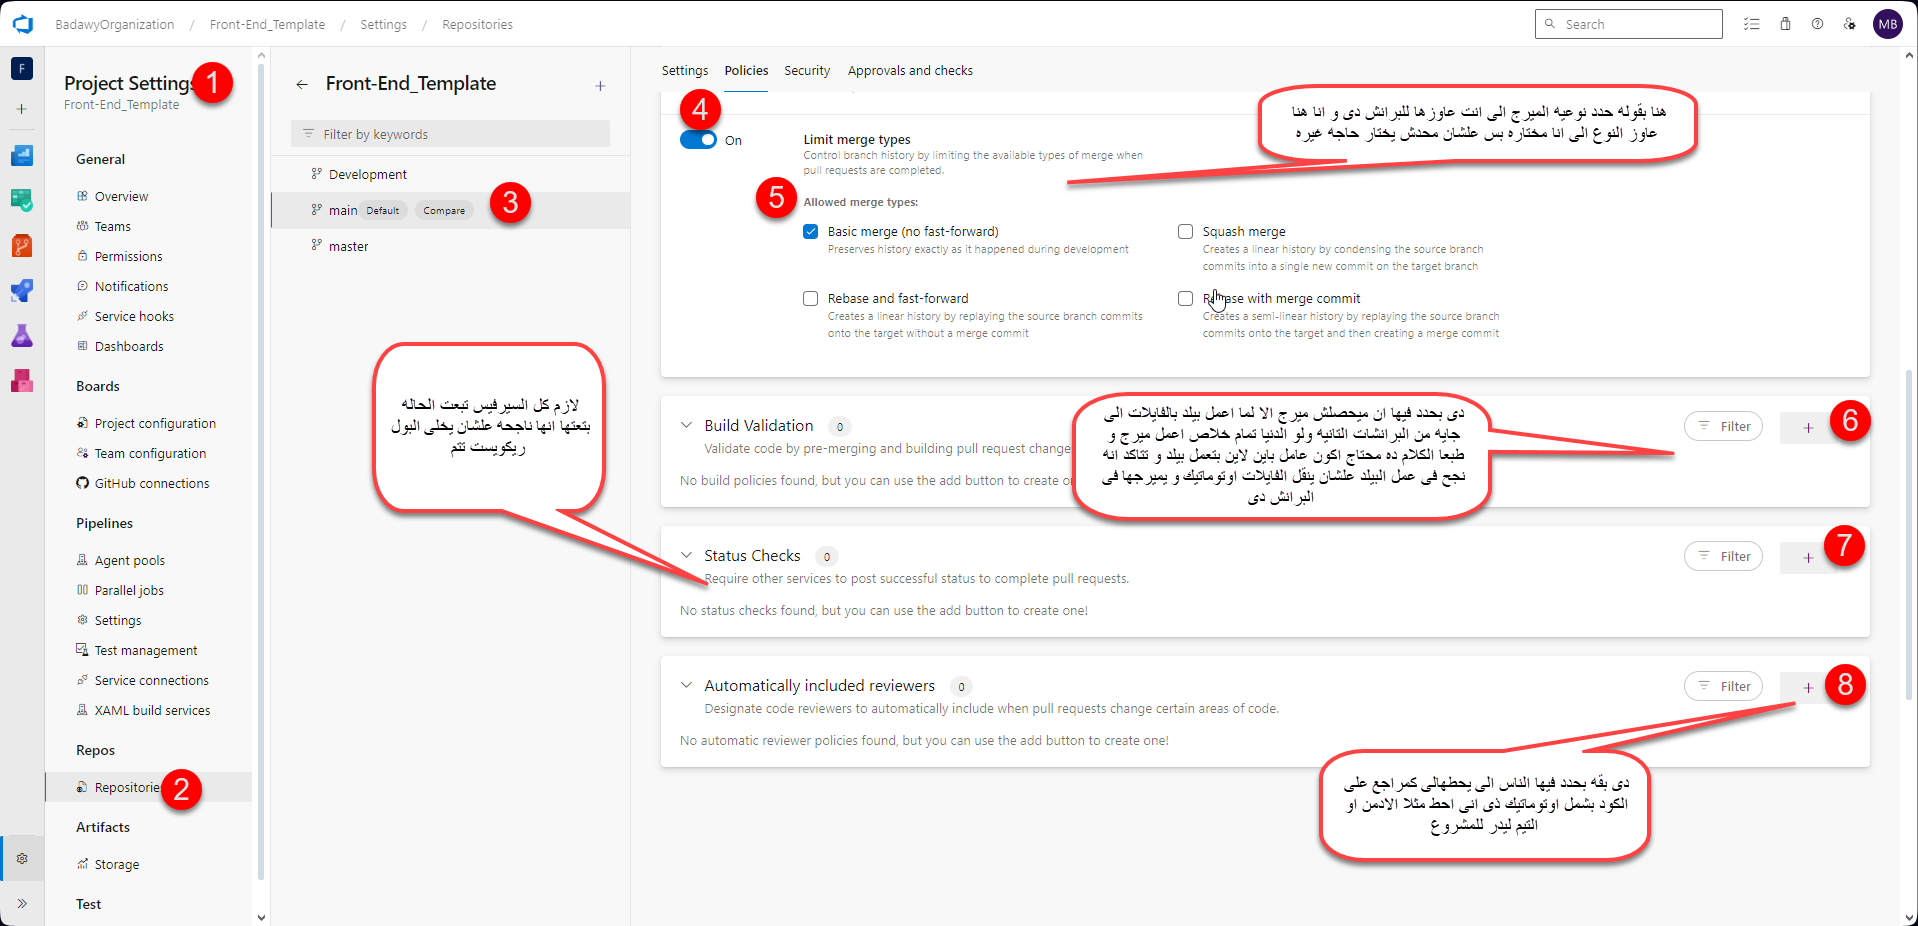 BadawyOrganization / Front-End_Template / Settings / Repositories
Search
MB
F
Project Settings
1
Front-End_Template
General
Overview
Teams
Permissions
Notifications
Service hooks
Dashboards
Boards
Project configuration
Team configuration
GitHub connections
Pipelines
Agent pools
Parallel jobs
Settings
Test management
Service connections
XAML build services
Repos
Repositories
2
Artifacts
Storage
Test
Front-End_Template
Filter by keywords
Development
main Default Compare
3
master
Settings Policies Security Approvals and checks
4
On
Limit merge types
Control branch history by limiting the available types of merge when
pull requests are completed.
هنا بقوله حدد نوعيه الميرج الى انت عاوزها للبرانش دى و انا هنا
عاوز النوع الى انا مختاره بس علشان محدش يختار حاجه غيره
5
Allowed merge types:
Basic merge (no fast-forward)
Preserves history exactly as it happened during development
Squash merge
Creates a linear history by condensing the source branch
commits into a single new commit on the target branch
Rebase and fast-forward
Creates a linear history by replaying the source branch commits
onto the target without a merge commit
with merge commit
Creates a semi-linear history by replaying the source branch
commits onto the target and then creating a merge commit
لازم كل السيرفيس تبعت الحاله
بتعتها انها ناجحه علشان يخلى البول
ريكويست تتم
Build Validation 0
Validate code by pre-merging and building pull request change
No build policies found, but you can use the add button to create
Filter
6
دى بحدد فيها ان ميحصلش ميرج الا لما اعمل بيلد بالفايلات الى
جايه من البرانشات التانيه ولو الدنيا تمام خلاص اعمل ميرج و
طبعا الكلام ده محتاج اكون عامل باين لاين بتعمل بيلد و تتاكد انه
نجح فى عمل البيلد علشان ينقل الفايلات اوتوماتيك و يميرجها فى
البرانش دى
Status Checks 0
Require other services to post successful status to complete pull requests.
No status checks found, but you can use the add button to create one!
Filter
7
Automatically included reviewers 0
Designate code reviewers to automatically include when pull requests change certain areas of code.
No automatic reviewer policies found, but you can use the add button to create one!
Filter
8
دى بقه بحدد فيها الناس الى يحطهالى كمراجع على
الكود بشمل اوتوماتيك ذى انى احط مثلا الادمن او
التيم ليدر للمشروع